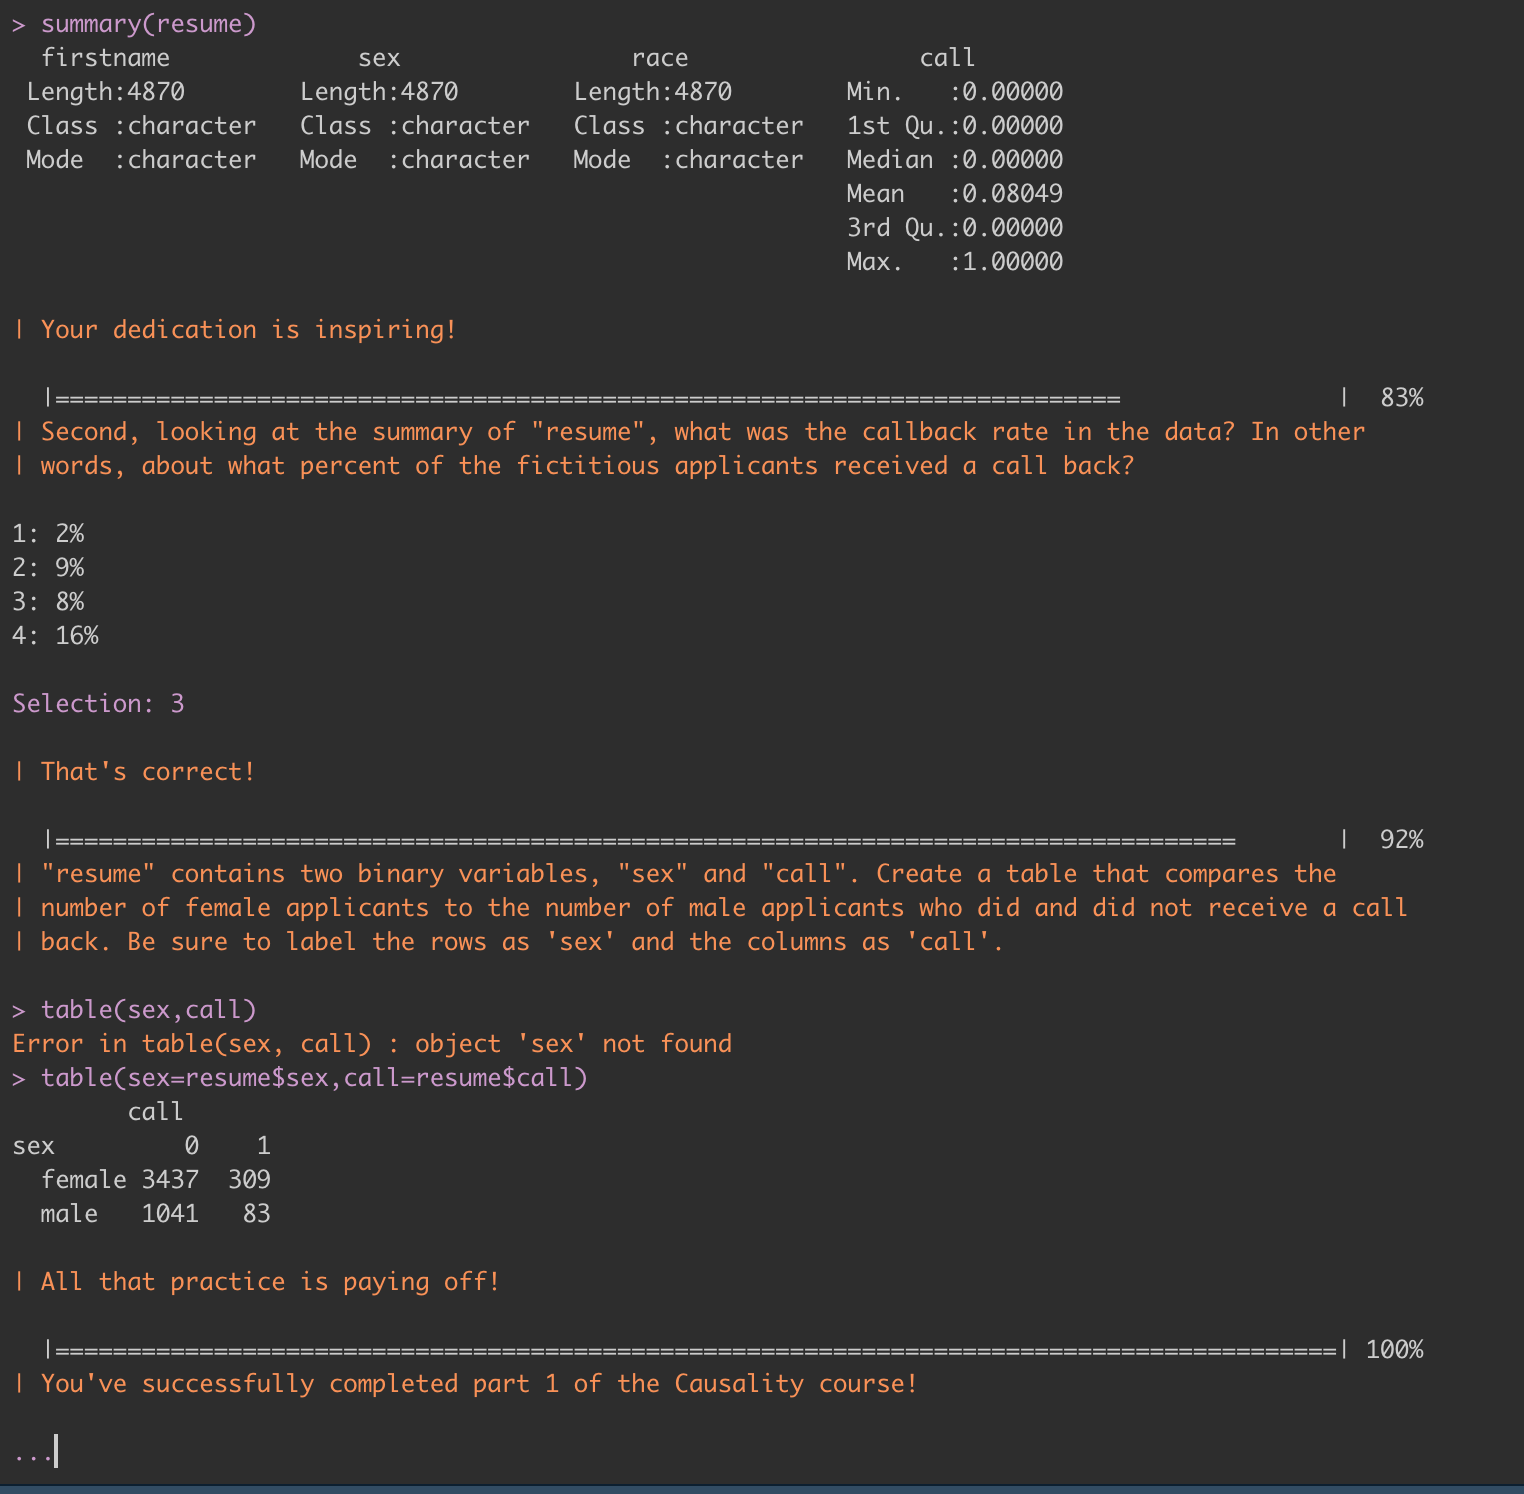 > summary(resume)
  firstname             sex                race                call
 Length:4870        Length:4870        Length:4870        Min.   :0.00000
 Class :character   Class :character   Class :character   1st Qu.:0.00000
 Mode  :character   Mode  :character   Mode  :character   Median :0.00000
                                                          Mean   :0.08049
                                                          3rd Qu.:0.00000
                                                          Max.   :1.00000
| Your dedication is inspiring!
  |==========================================================================               |  83%
| Second, looking at the summary of "resume", what was the callback rate in the data? In other
| words, about what percent of the fictitious applicants received a call back?
1: 2%
2: 9%
3: 8%
4: 16%
Selection: 3
| That's correct!
  |==================================================================================       |  92%
| "resume" contains two binary variables, "sex" and "call". Create a table that compares the
| number of female applicants to the number of male applicants who did and did not receive a call
| back. Be sure to label the rows as 'sex' and the columns as 'call'.
> table(sex,call)
Error in table(sex, call) : object 'sex' not found
> table(sex=resume$sex,call=resume$call)
        call
sex         0    1
  female 3437  309
  male   1041   83
| All that practice is paying off!
  |=========================================================================================| 100%
| You've successfully completed part 1 of the Causality course!
...